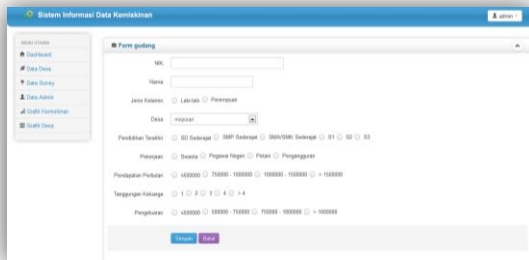 Sistem Informasi Data Kemiskinan
admin
MENU UTAMA
Dashboard
Data Desa
Data Survey
Data Admin
Grafik Kemiskinan
Grafik Desa
Form gudang
NIK
Nama
Jenis Kelamin Laki-laki Perempuan
Desa mojosari
Pendidikan Terakhir SD Sederajat SMP Sederajat SMA/SMK Sederajat S1 S2 S3
Pekerjaan Swasta Pegawai Negeri Petani Pengangguran
Pendapatan Perbulan <500000 750000 - 1000000 1000000 - 1500000 > 1500000
Tanggungan Keluarga 1 2 3 4 > 4
Pengeluaran <500000 500000 - 750000 750000 - 1000000 > 1000000
Simpan Batal